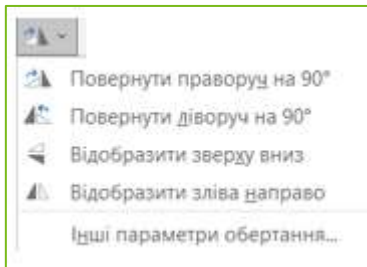 Повернути праворуч на 90°
Повернути ліворуч на 90°
Відобразити зверху вниз
Відобразити зліва направо
Інші параметри обертання...